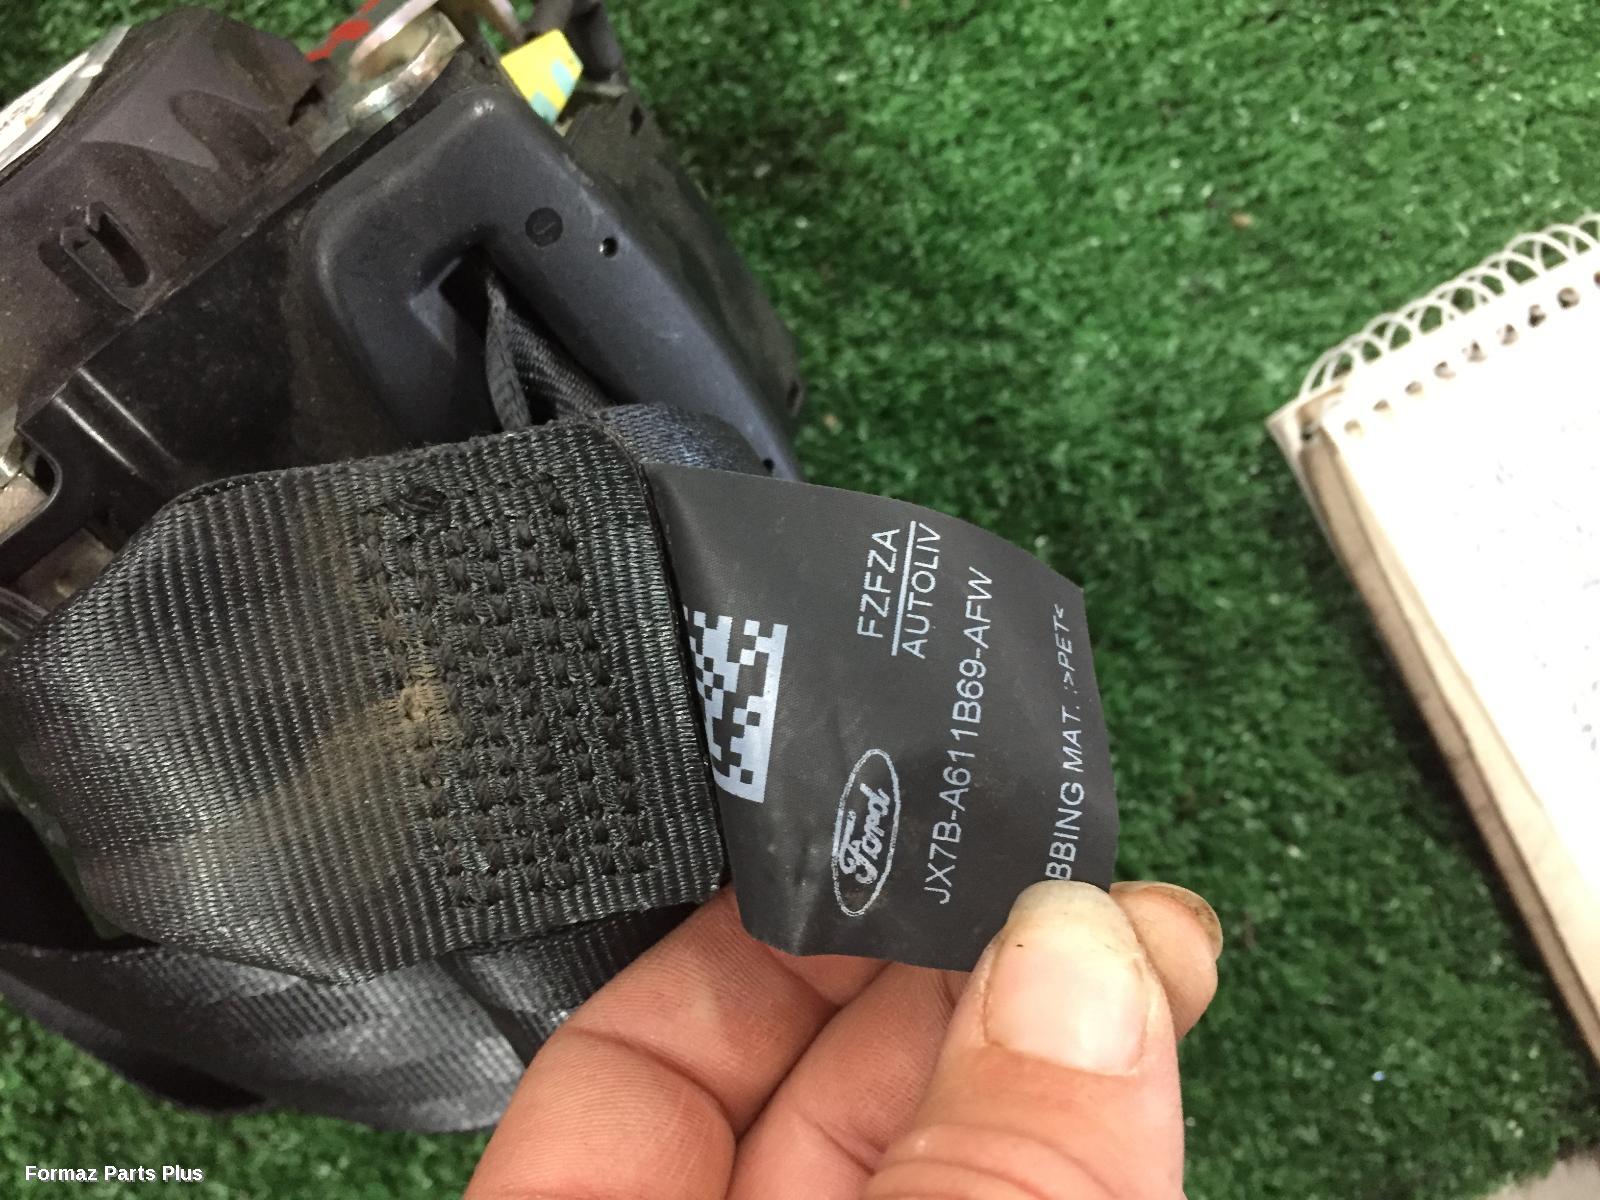 FZFZA
AUTOLIV
Ford
JX7B-A611B69-AFW
BBING MAT. :>PET<
Formaz Parts Plus